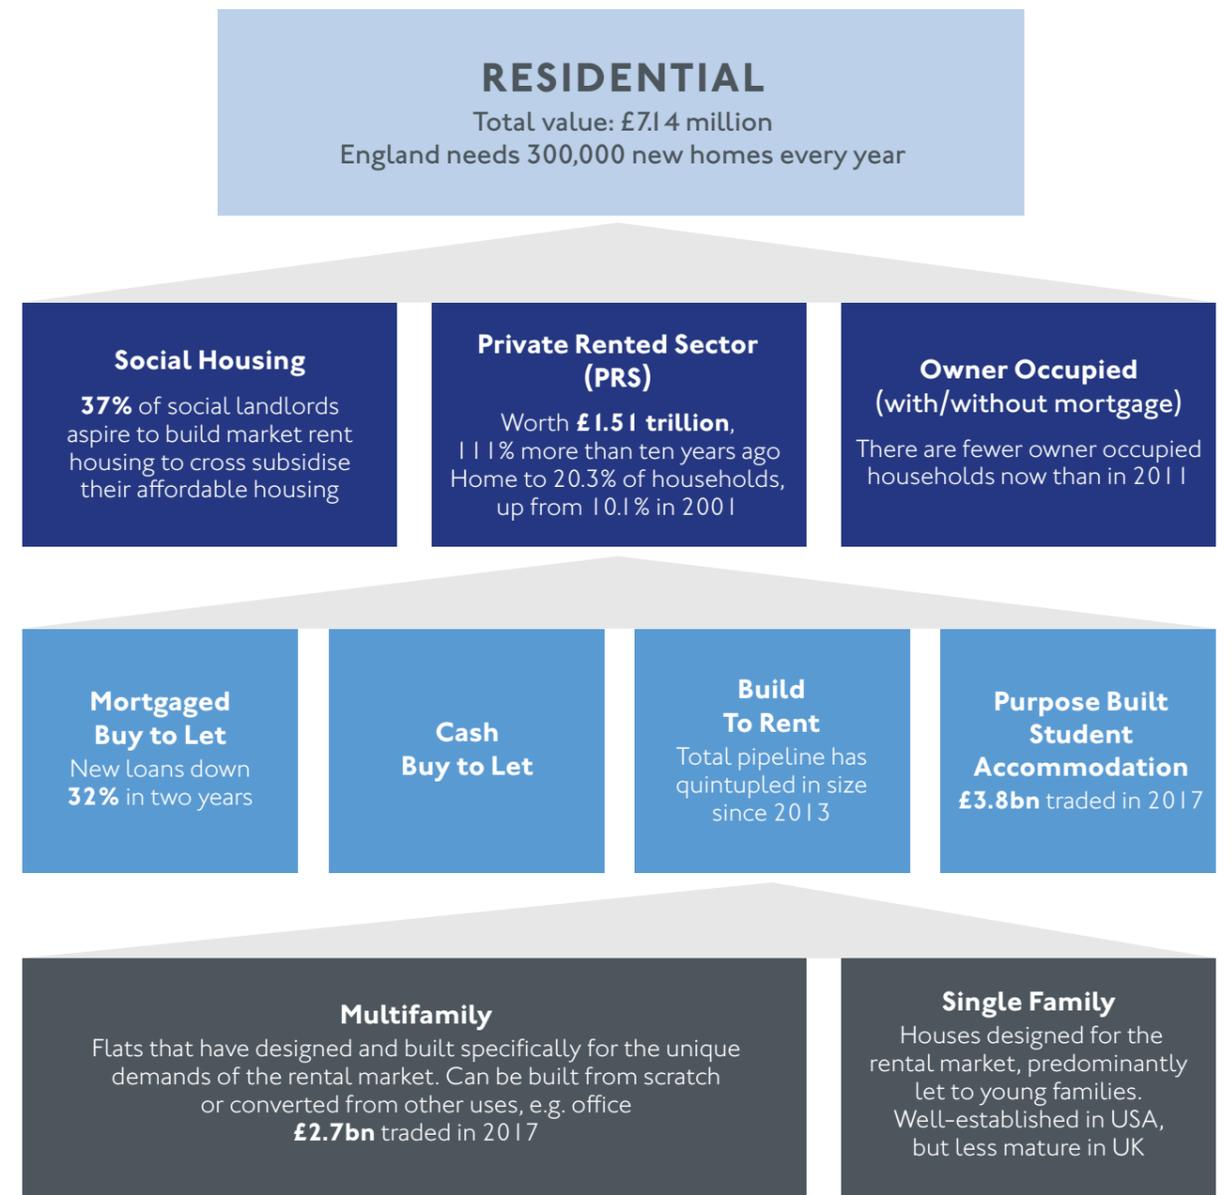 RESIDENTIAL
Total value: £7.14 million
England needs 300,000 new homes every year
Social Housing
37% of social landlords
aspire to build market rent
housing to cross subsidise
their affordable housing
Private Rented Sector
(PRS)
Worth £1.51 trillion,
111% more than ten years ago
Home to 20.3% of households,
up from 10.1% in 2001
Owner Occupied
(with/without mortgage)
There are fewer owner occupied
households now than in 2011
Mortgaged
Buy to Let
New loans down
32% in two years
Cash
Buy to Let
Build
To Rent
Total pipeline has
quintupled in size
since 2013
Purpose Built
Student
Accommodation
£3.8bn traded in 2017
Multifamily
Flats that have designed and built specifically for the unique
demands of the rental market. Can be built from scratch
or converted from other uses, e.g. office
£2.7bn traded in 2017
Single Family
Houses designed for the
rental market, predominantly
let to young families.
Well-established in USA,
but less mature in UK